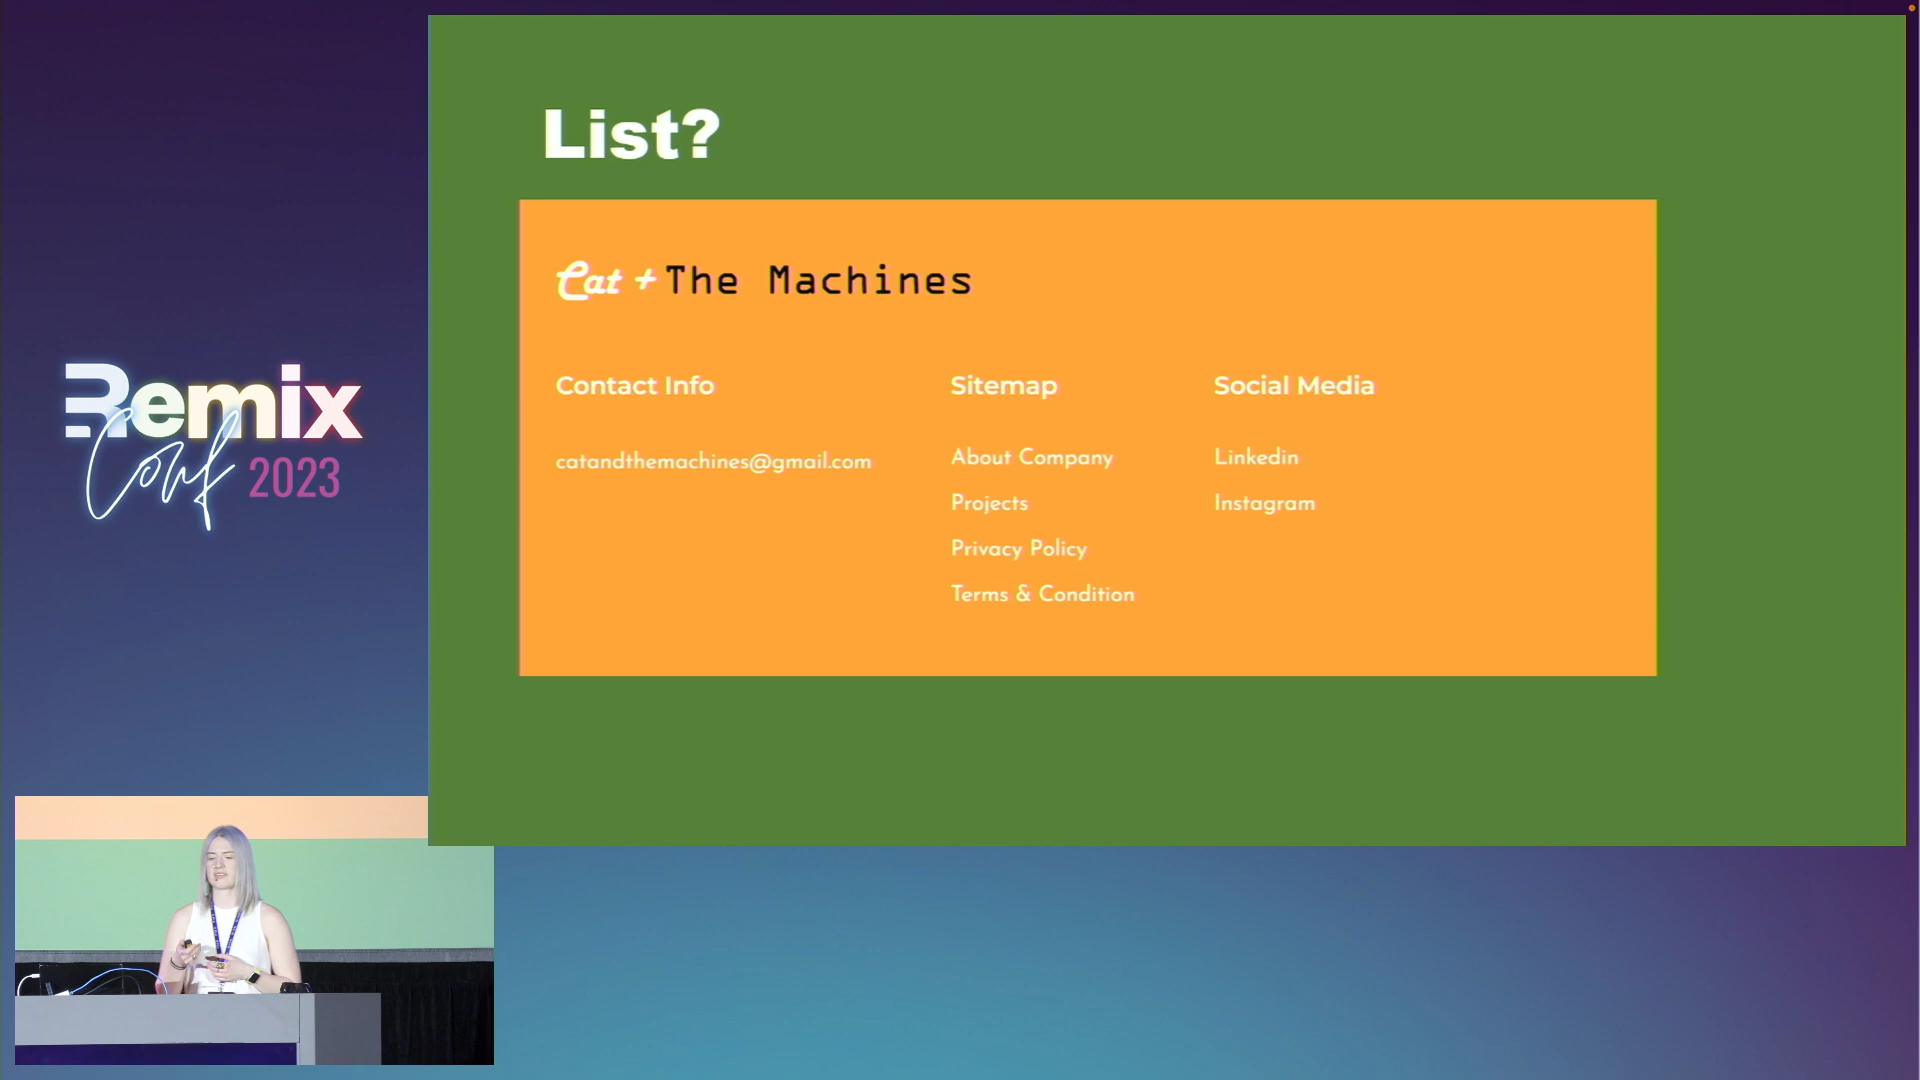 List?
Cat + The Machines
Contact Info
catandthemachines@gmail.com
Sitemap
About Company
Projects
Privacy Policy
Terms & Condition
Social Media
Linkedin
Instagram
Remix
Conf
2023